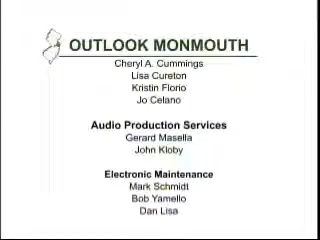 OUTLOOK MONMOUTH
Cheryl A. Cummings
Lisa Cureton
Kristin Florio
Jo Celano
Audio Production Services
Gerard Masella
John Kloby
Electronic Maintenance
Mark Schmidt
Bob Yamello
Dan Lisa